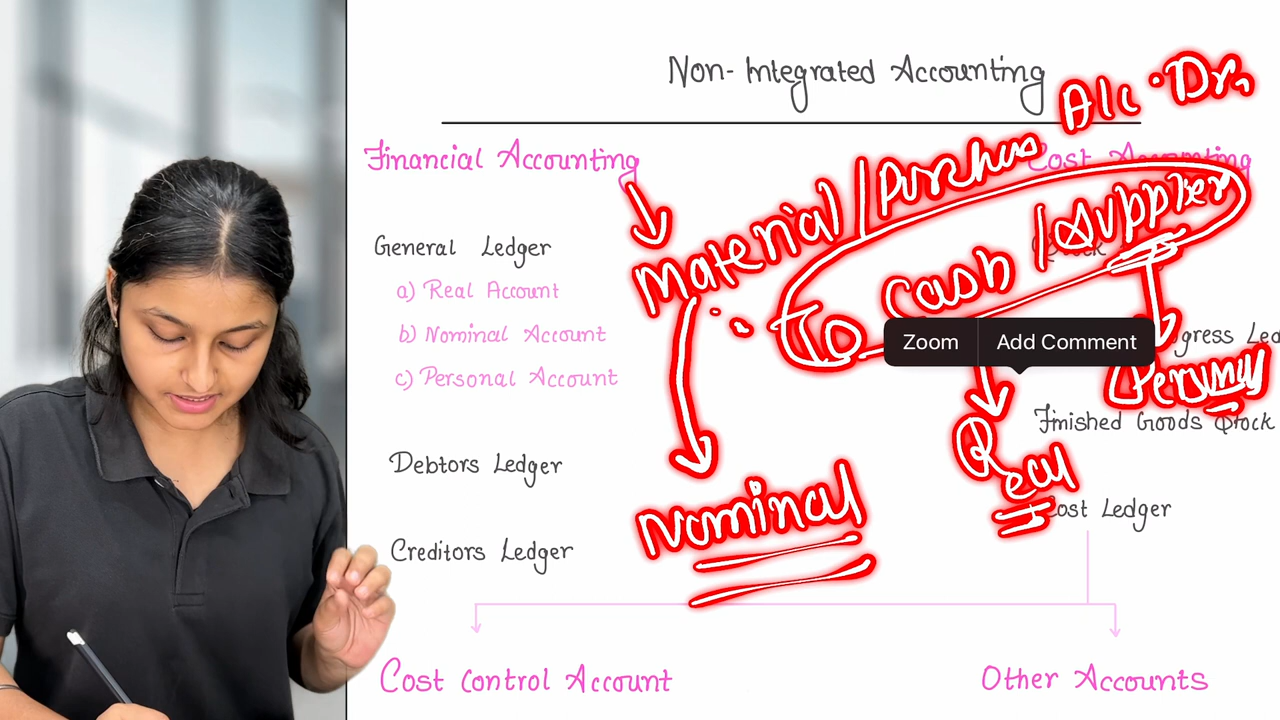 Non-Integrated Accounting
A/c Dr.
Financial Accounting
Cost Accounting
Material/Purchas
To Cash/Supplier
General Ledger
a) Real Account
b) Nominal Account
c) Personal Account
Zoom
Add Comment
Personal
Finished Goods Stock
Real
Debtors Ledger
Nominal
Cost Ledger
Creditors Ledger
Cost Control Account
Other Accounts